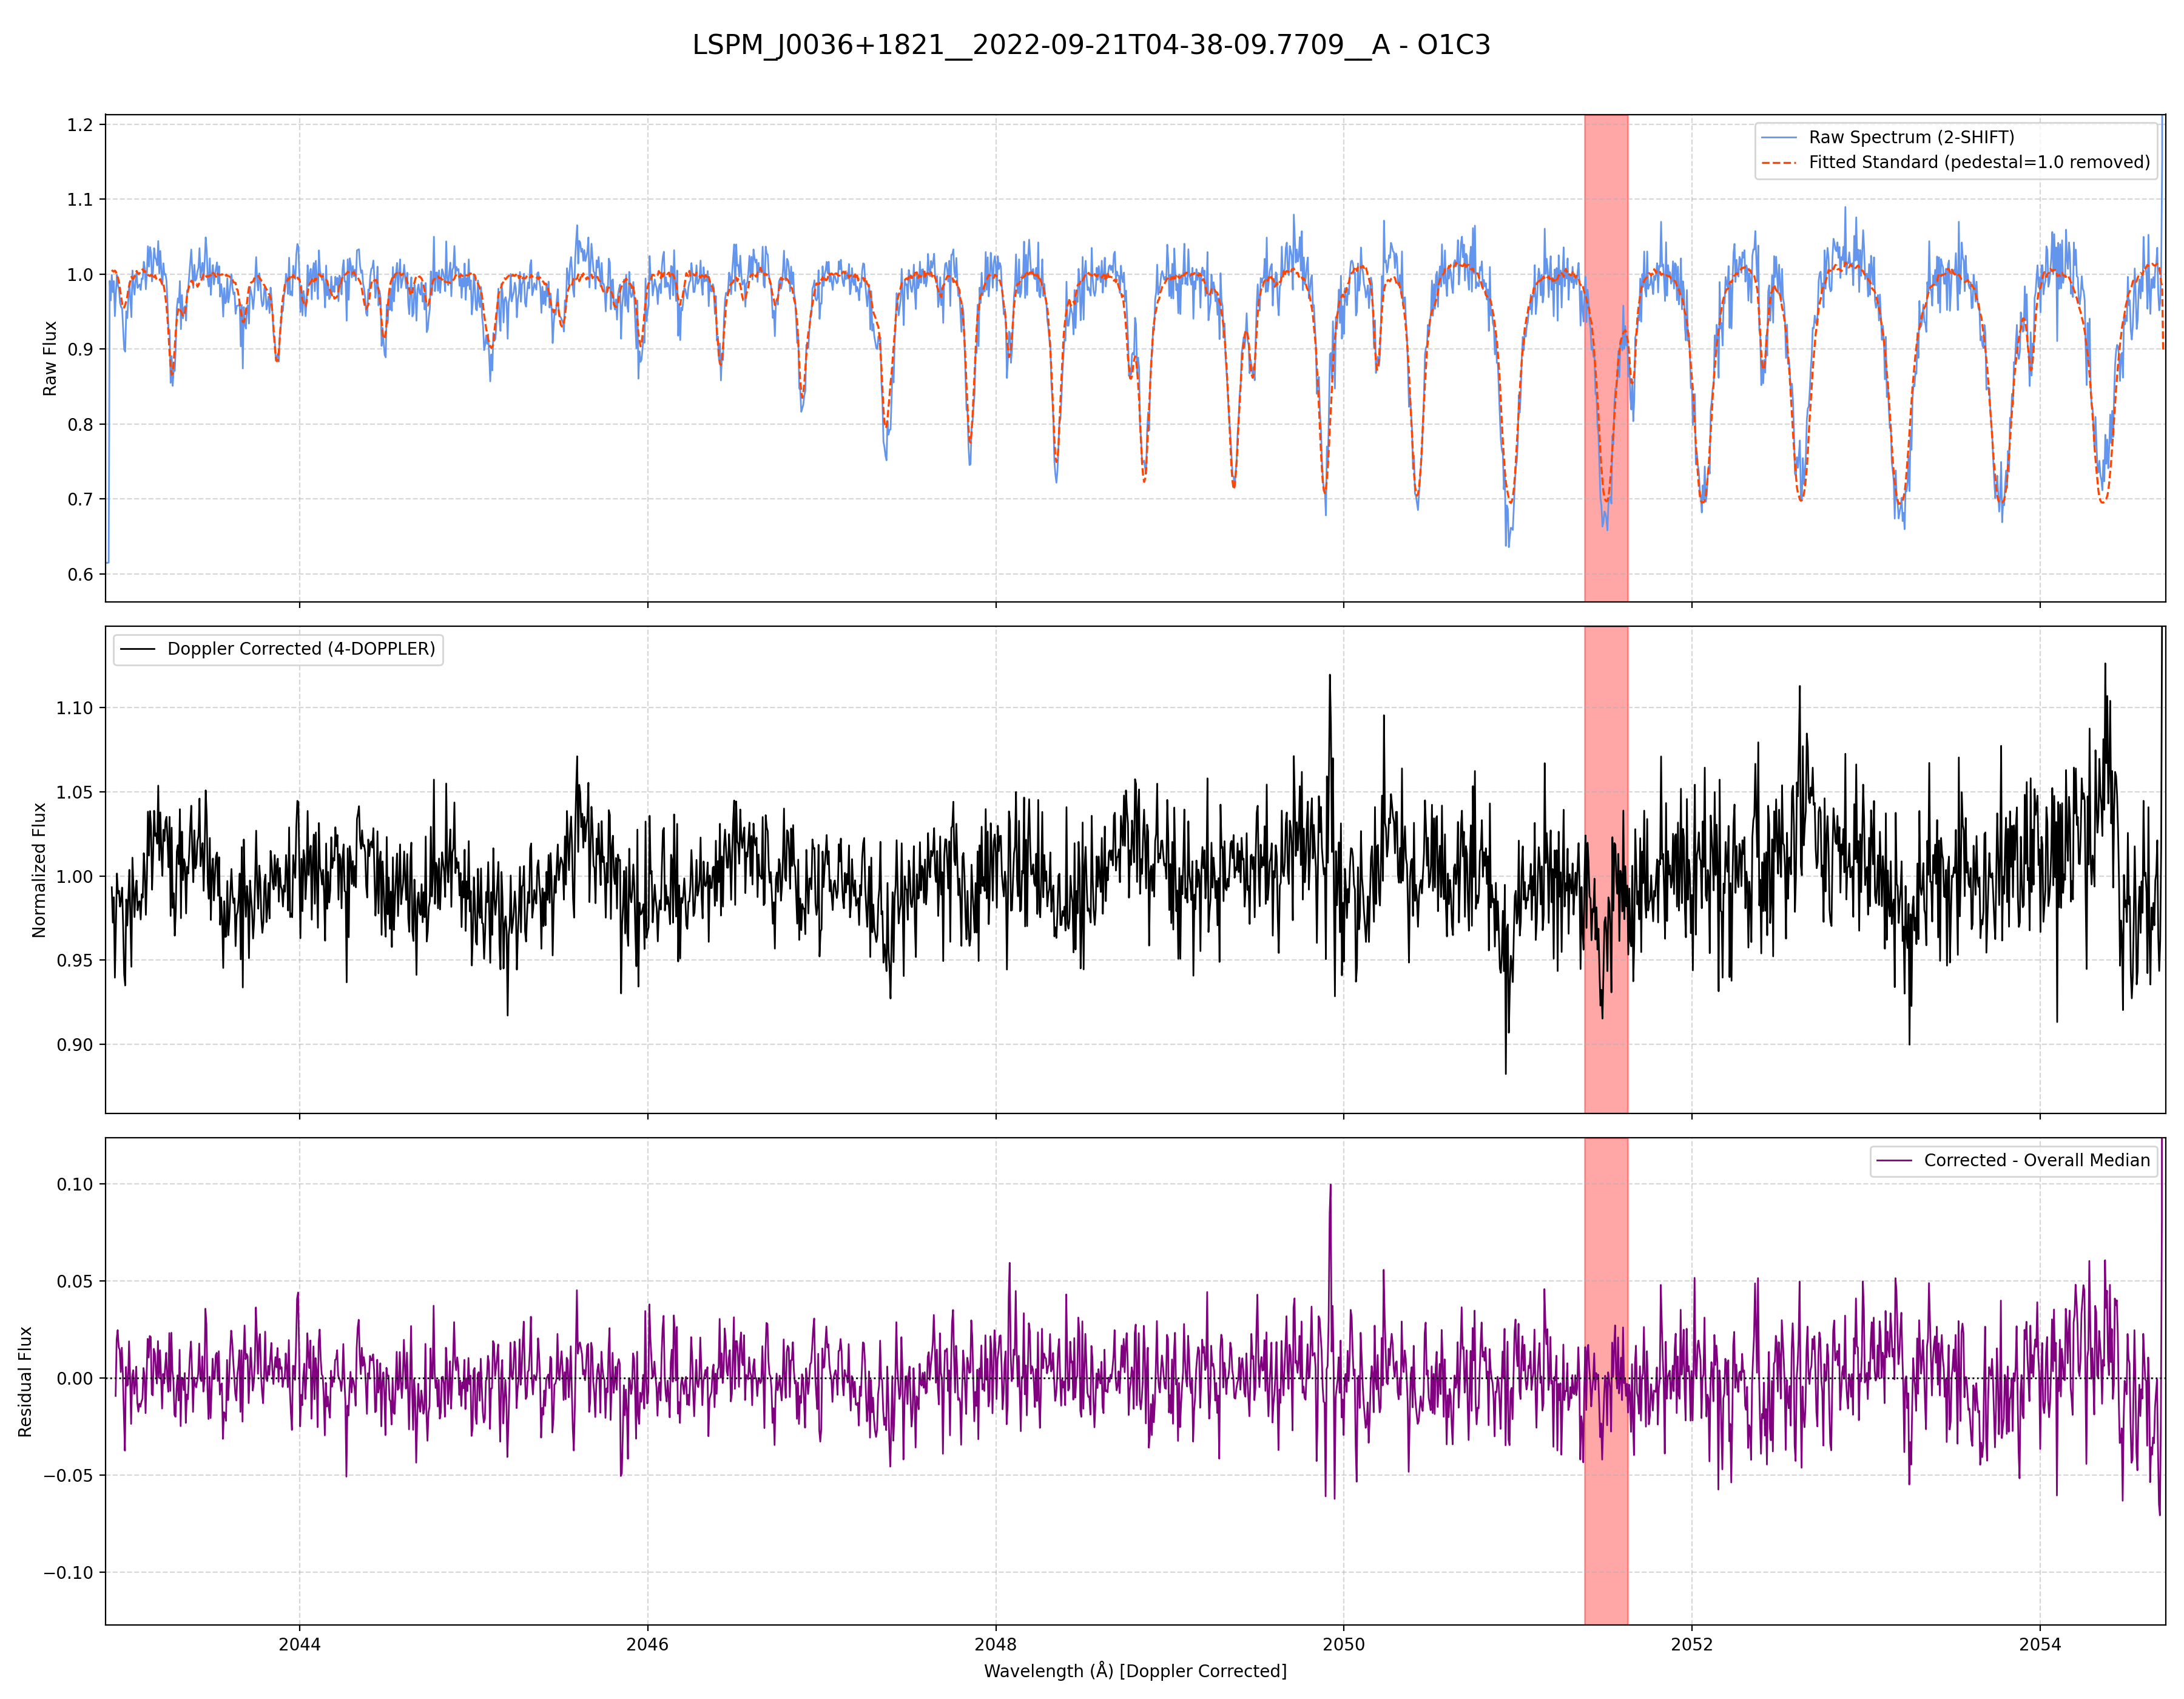 LSPM_J0036+1821__2022-09-21T04-38-09.7709__A - O1C3
Raw Flux
1.2
1.1
1.0
0.9
0.8
0.7
0.6
Raw Spectrum (2-SHIFT)
Fitted Standard (pedestal=1.0 removed)
Normalized Flux
1.10
1.05
1.00
0.95
0.90
Doppler Corrected (4-DOPPLER)
Residual Flux
0.10
0.05
0.00
−0.05
−0.10
Corrected - Overall Median
2044 2046 2048 2050 2052 2054
Wavelength (Å) [Doppler Corrected]